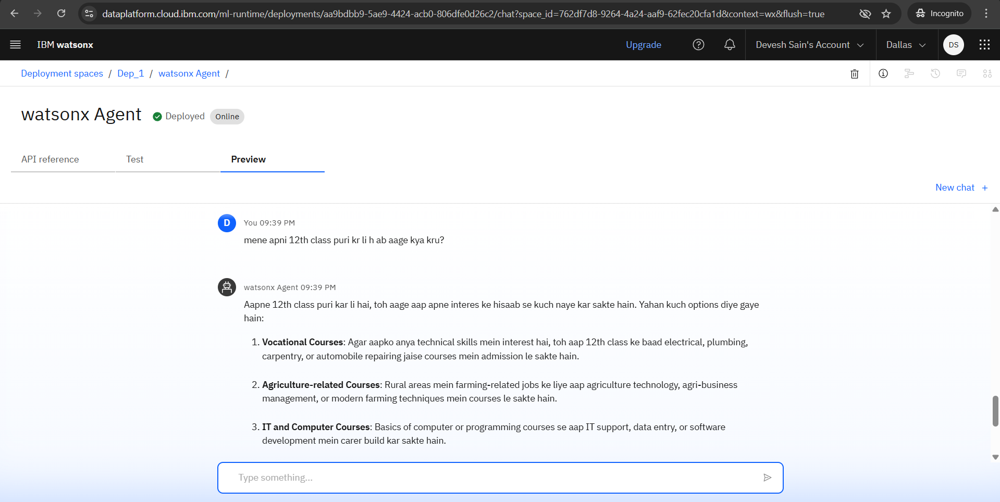 dataplatform.cloud.ibm.com/ml-runtime/deployments/aa9bdbb9-5ae9-4424-acb0-806dfe0d26c2/chat?space_id=762df7d8-9264-4a24-aaf9-62fec20cfa1d&context=wx&flush=true
Incognito
IBM watsonx
Upgrade
Devesh Sain's Account
Dallas
DS
Deployment spaces / Dep_1 / watsonx Agent /
watsonx Agent
Deployed
Online
API reference
Test
Preview
New chat +
D
You 09:39 PM
mene apni 12th class puri kr li h ab aage kya kru?
watsonx Agent 09:39 PM
Aapne 12th class puri kar li hai, toh aage aap apne interes ke hisaab se kuch naye kar sakte hain. Yahan kuch options diye gaye
hain:
1. Vocational Courses: Agar aapko anya technical skills mein interest hai, toh aap 12th class ke baad electrical, plumbing,
carpentry, or automobile repairing jaise courses mein admission le sakte hain.
2. Agriculture-related Courses: Rural areas mein farming-related jobs ke liye aap agriculture technology, agri-business
management, or modern farming techniques mein courses le sakte hain.
3. IT and Computer Courses: Basics of computer or programming courses se aap IT support, data entry, or software
development mein carer build kar sakte hain.
Type something...